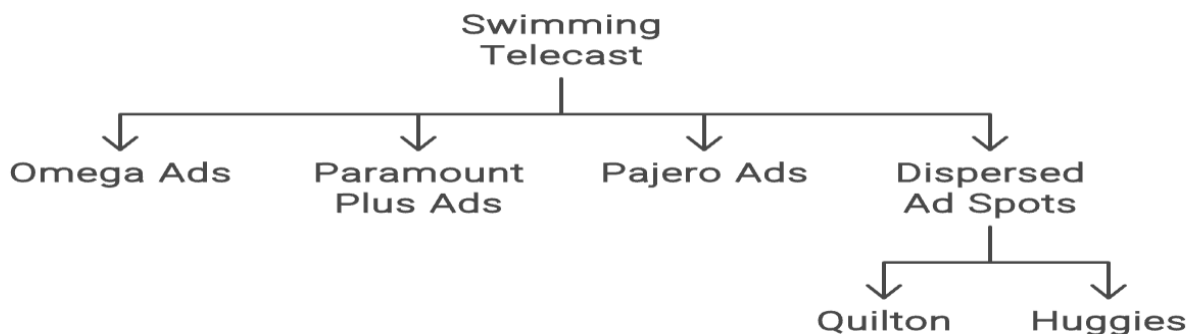 Swimming
Telecast
Omega Ads
Paramount
Plus Ads
Pajero Ads
Dispersed
Ad Spots
Quilton
Huggies